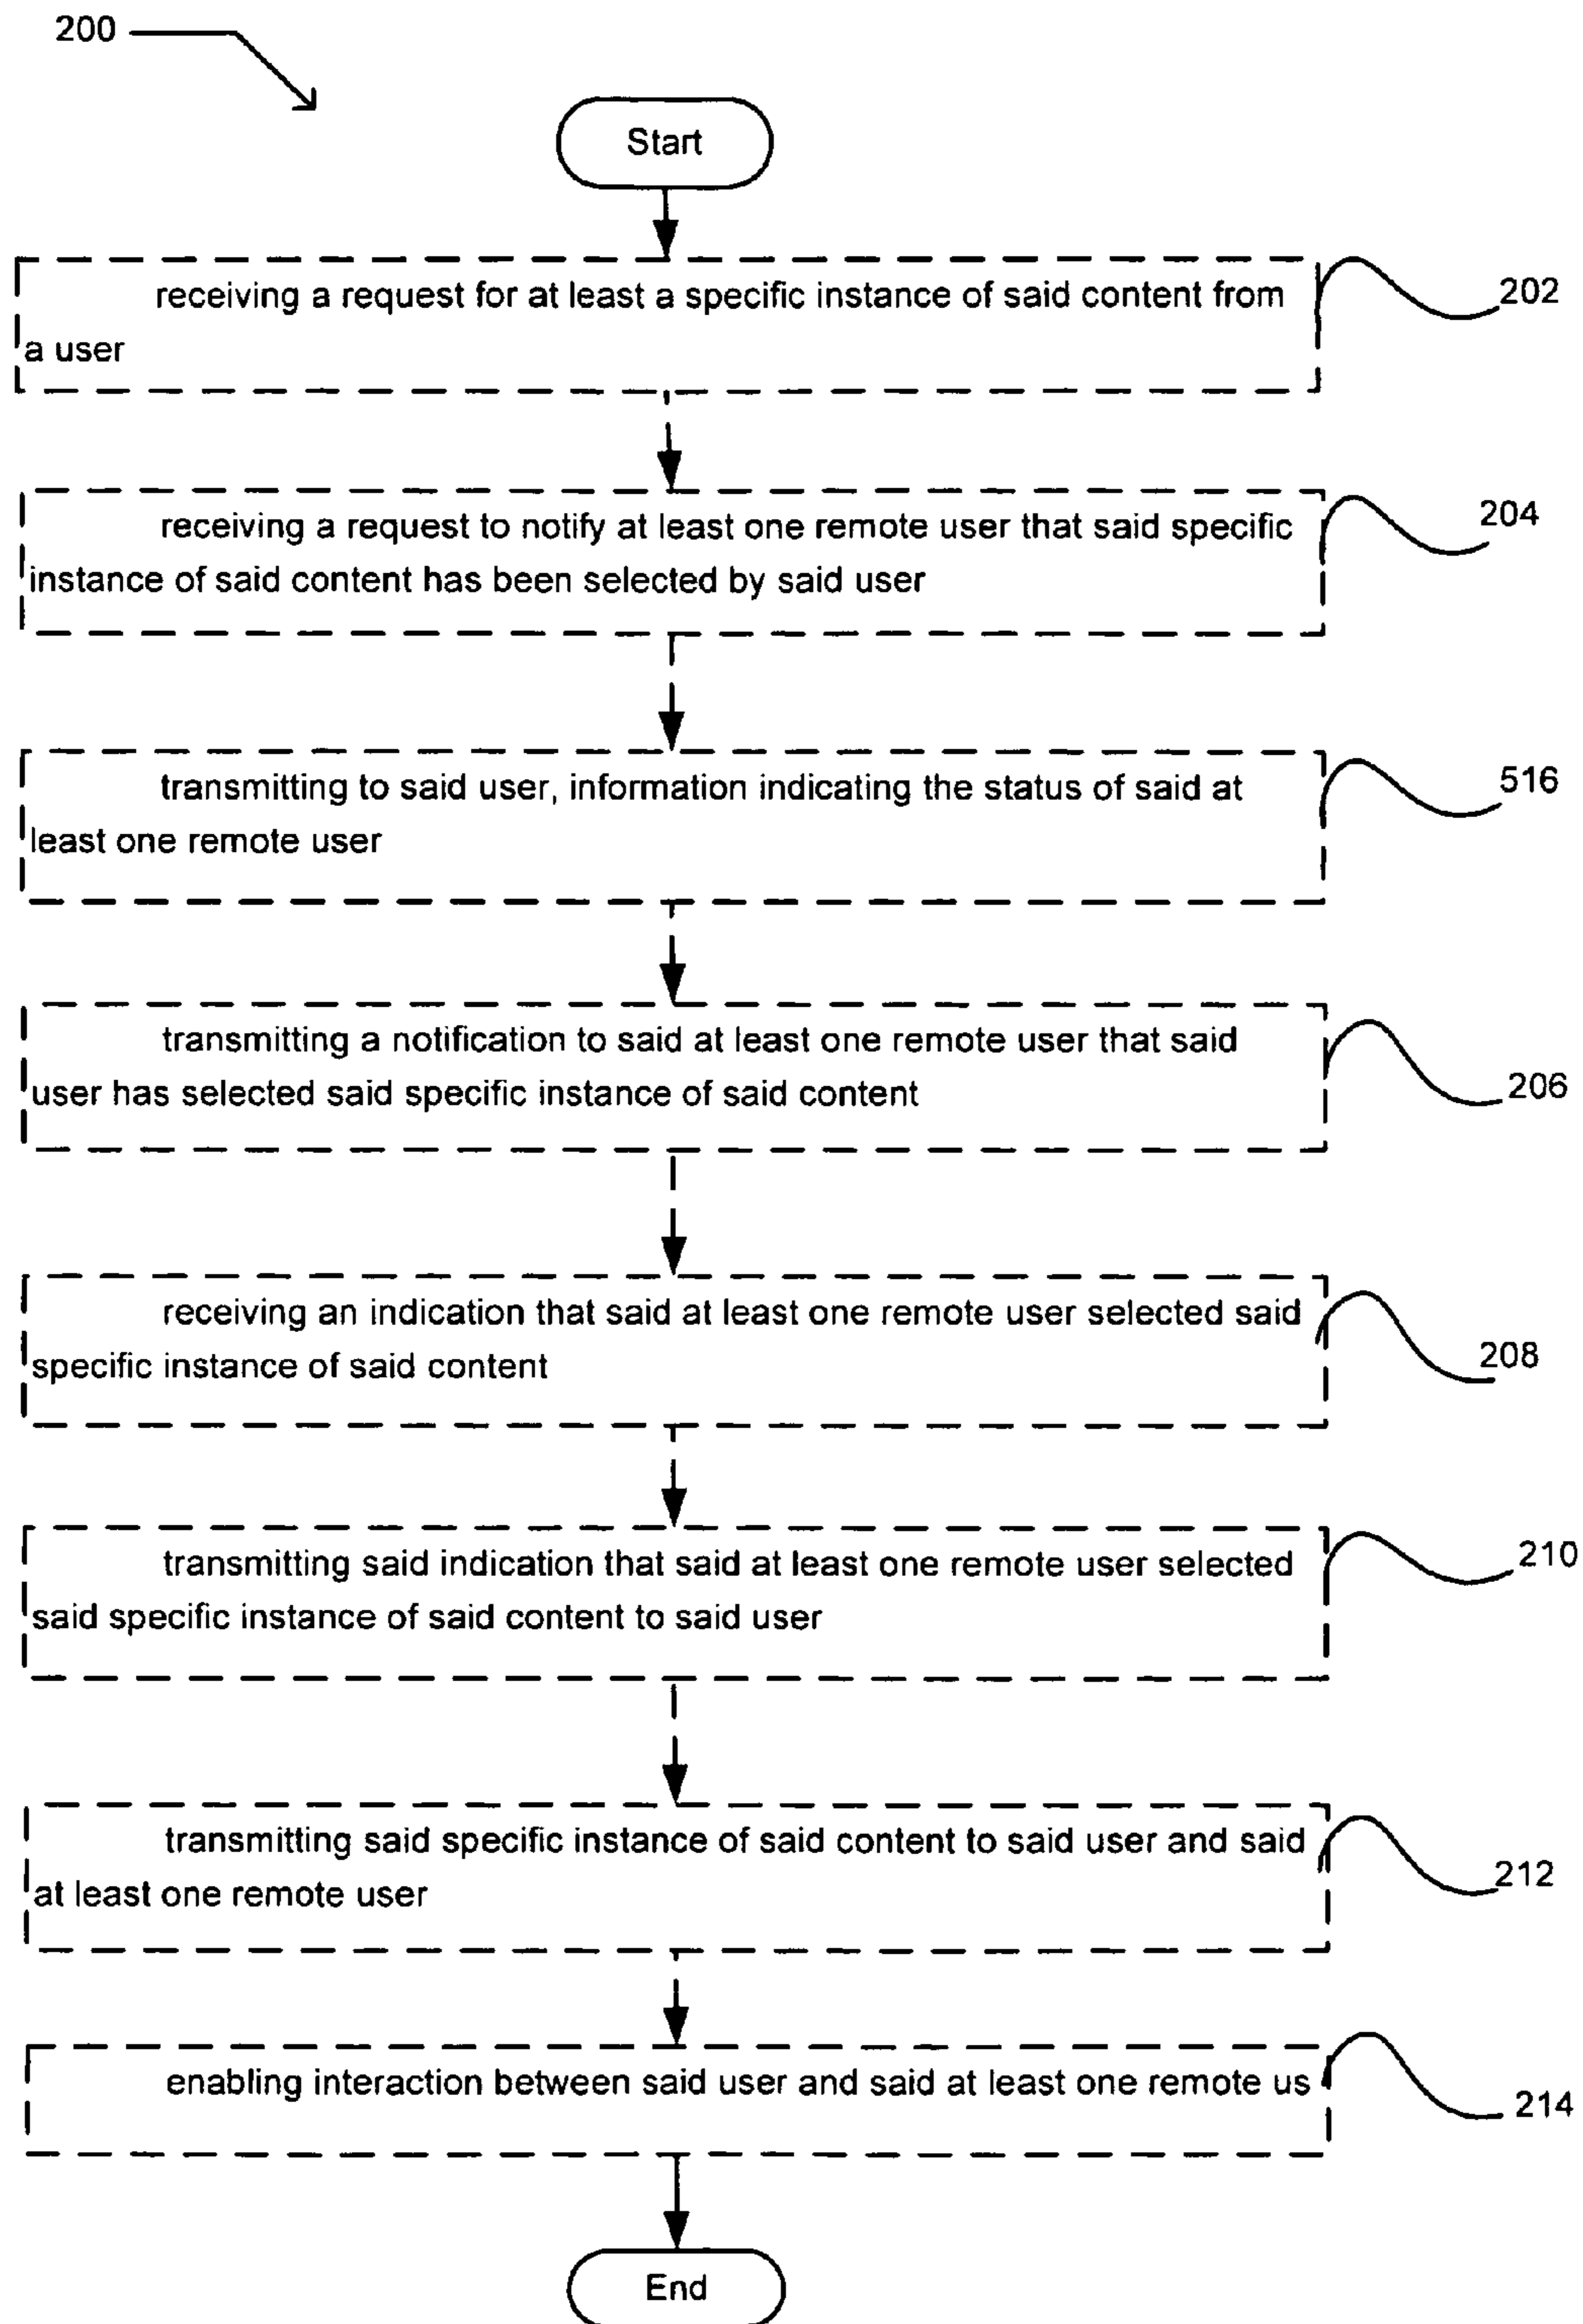 200
Start
receiving a request for at least a specific instance of said content from
a user
202
receiving a request to notify at least one remote user that said specific
instance of said content has been selected by said user
204
transmitting to said user, information indicating the status of said at
least one remote user
516
transmitting a notification to said at least one remote user that said
user has selected said specific instance of said content
206
receiving an indication that said at least one remote user selected said
specific instance of said content
208
transmitting said indication that said at least one remote user selected
said specific instance of said content to said user
210
transmitting said specific instance of said content to said user and said
at least one remote user
212
enabling interaction between said user and said at least one remote us
214
End